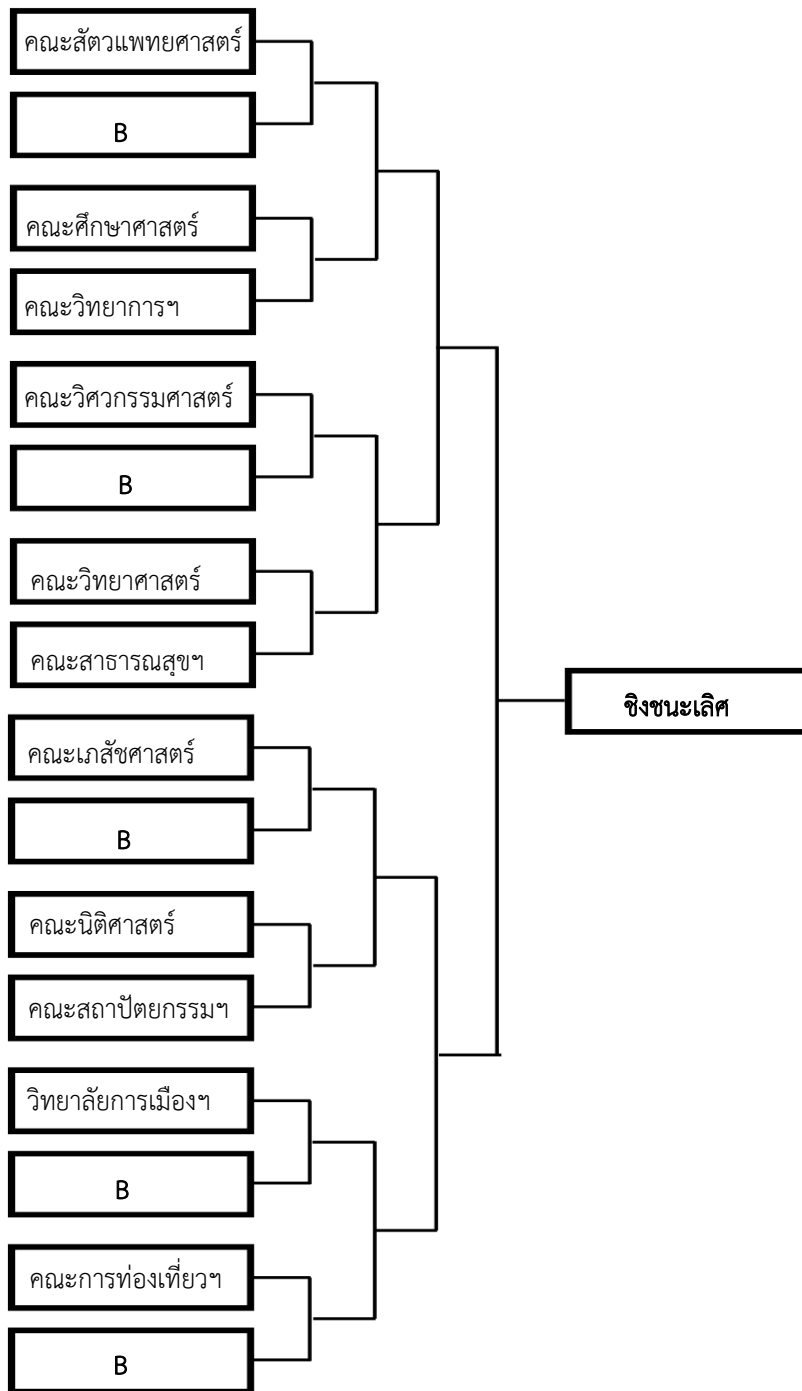 คณะสัตวแพทยศาสตร์
B
คณะศึกษาศาสตร์
คณะวิทยาการฯ
คณะวิศวกรรมศาสตร์
B
คณะวิทยาศาสตร์
คณะสาธารณสุขฯ
ชิงชนะเลิศ
คณะเภสัชศาสตร์
B
คณะนิติศาสตร์
คณะสถาปัตยกรรมฯ
วิทยาลัยการเมืองฯ
B
คณะการท่องเที่ยวฯ
B